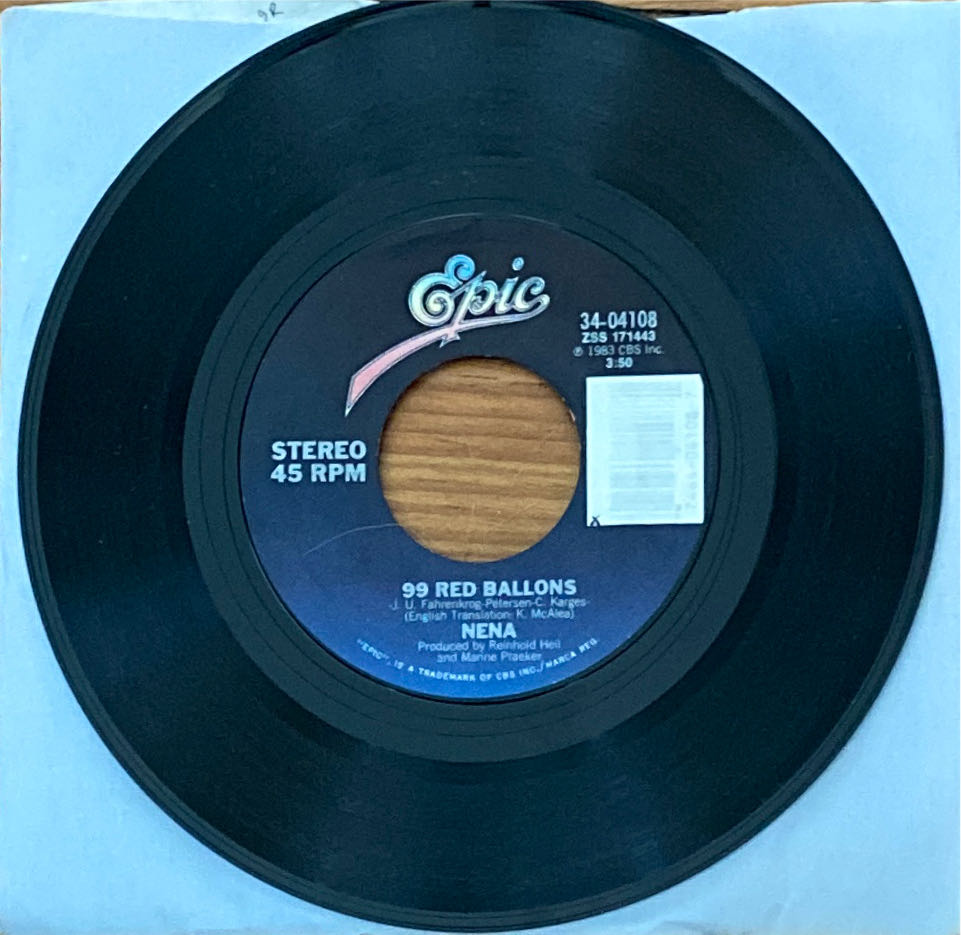 9R
Epic
34-04108
ZSS 171443
℗ 1983 CBS Inc.
3:50
STEREO
45 RPM
99 RED BALLONS
-J. U. Fahrenkrog-Petersen-C. Karges-
(English Translation: K. McAlea)
NENA
Produced by Reinhold Heil
and Manne Praeker
"EPIC", IS A TRADEMARK OF CBS INC./MARCA REG.